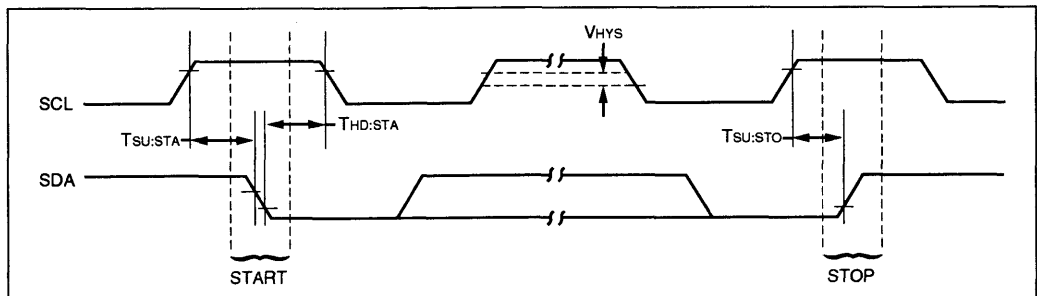 VHYS
SCL
THD:STA
TSU:STA
TSU:STO
SDA
START
STOP